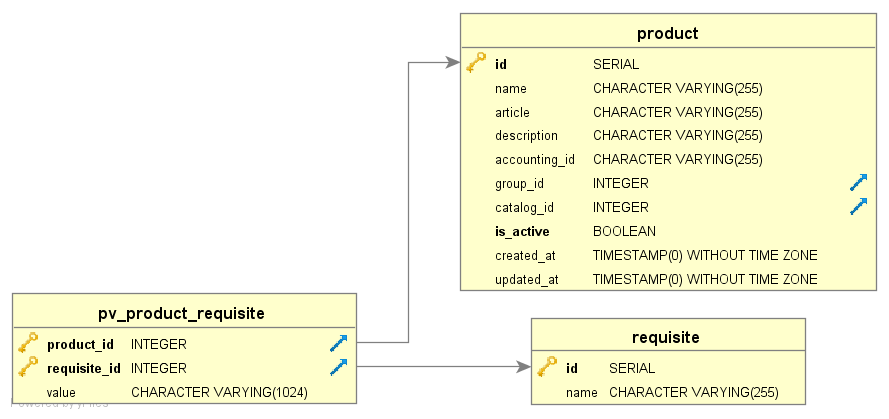 product
id SERIAL
name CHARACTER VARYING(255)
article CHARACTER VARYING(255)
description CHARACTER VARYING(255)
accounting_id CHARACTER VARYING(255)
group_id INTEGER
catalog_id INTEGER
is_active BOOLEAN
created_at TIMESTAMP(0) WITHOUT TIME ZONE
updated_at TIMESTAMP(0) WITHOUT TIME ZONE
pv_product_requisite
product_id INTEGER
requisite_id INTEGER
value CHARACTER VARYING(1024)
requisite
id SERIAL
name CHARACTER VARYING(255)
Powered by yFiles